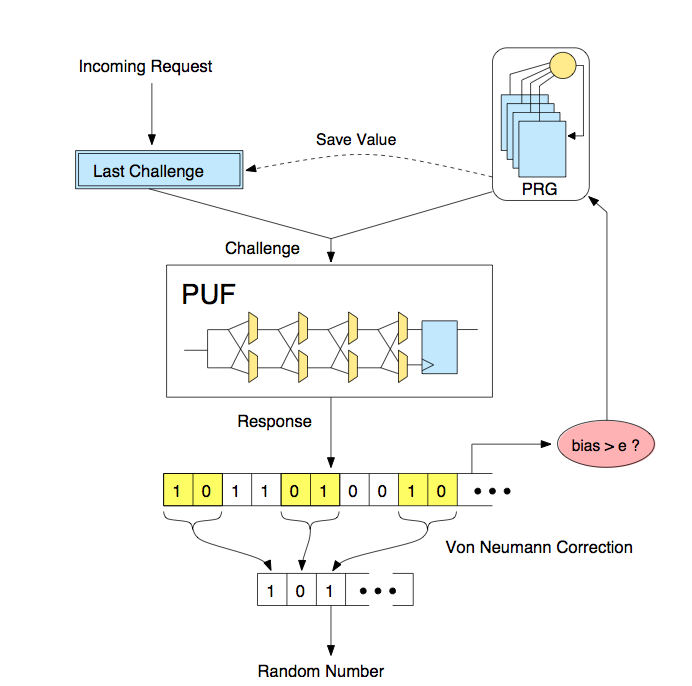 Incoming Request
Save Value
Last Challenge
PRG
Challenge
PUF
Response
bias > e ?
1 0 1 1 0 1 0 0 1 0 •••
Von Neumann Correction
1 0 1 •••
Random Number